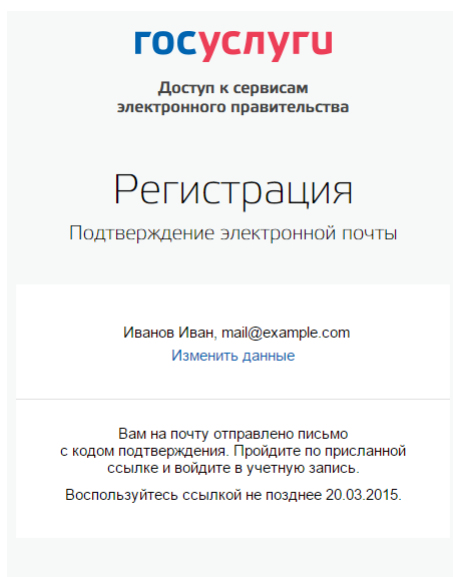 госуслуги
Доступ к сервисам
электронного правительства
Регистрация
Подтверждение электронной почты
Иванов Иван, mail@example.com
Изменить данные
Вам на почту отправлено письмо
с кодом подтверждения. Пройдите по присланной
ссылке и войдите в учетную запись.
Воспользуйтесь ссылкой не позднее 20.03.2015.